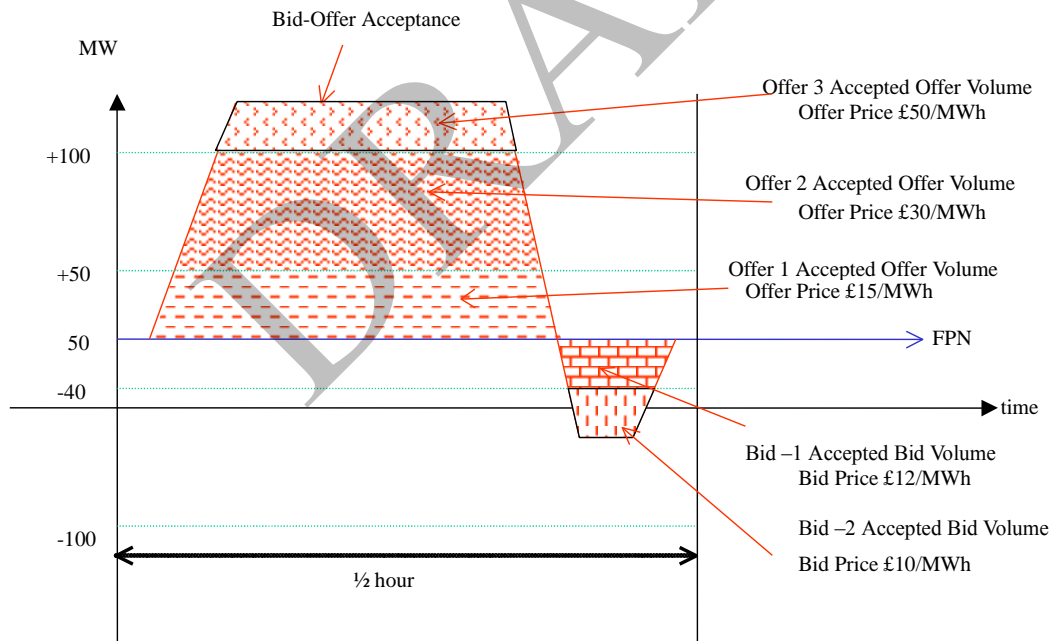 Bid-Offer Acceptance
MW
Offer 3 Accepted Offer Volume
Offer Price £50/MWh
+100
Offer 2 Accepted Offer Volume
Offer Price £30/MWh
+50
Offer 1 Accepted Offer Volume
Offer Price £15/MWh
50
FPN
-40
time
Bid –1 Accepted Bid Volume
Bid Price £12/MWh
-100
Bid –2 Accepted Bid Volume
Bid Price £10/MWh
½ hour
DRA